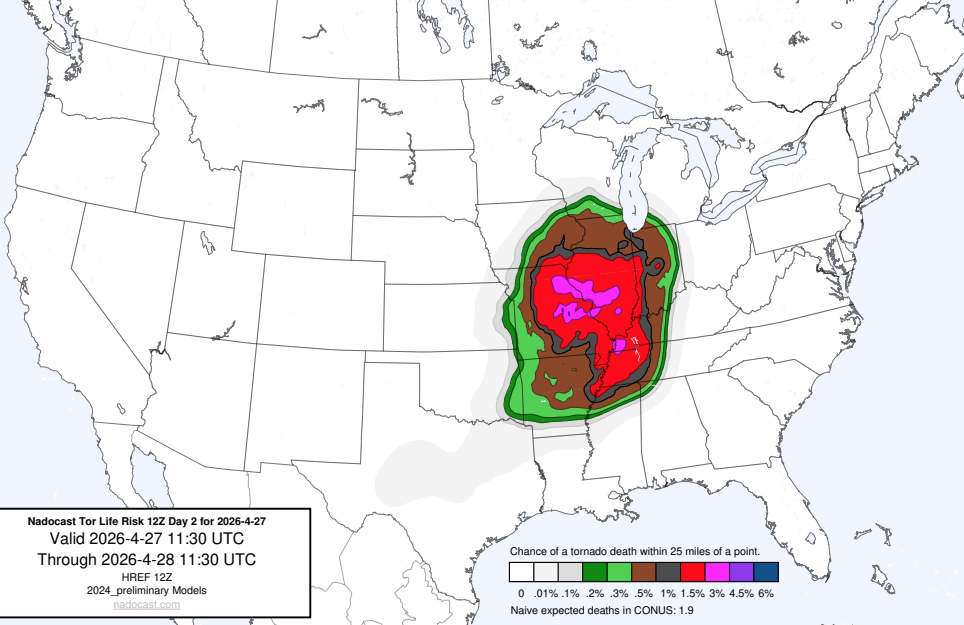 Nadocast Tor Life Risk 12Z Day 2 for 2026-4-27
Valid 2026-4-27 11:30 UTC
Through 2026-4-28 11:30 UTC
HREF 12Z
2024_preliminary Models
nadocast.com
Chance of a tornado death within 25 miles of a point.
0 .01% .1% .2% .3% .5% 1% 1.5% 3% 4.5% 6%
Naive expected deaths in CONUS: 1.9